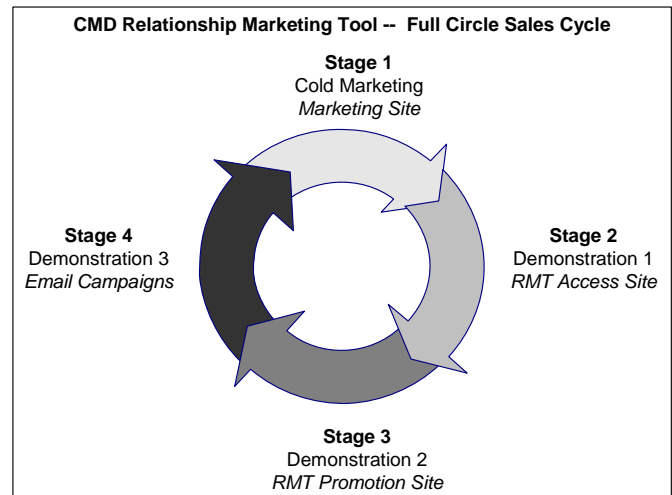 CMD Relationship Marketing Tool -- Full Circle Sales Cycle
Stage 1
Cold Marketing
Marketing Site
Stage 2
Demonstration 1
RMT Access Site
Stage 3
Demonstration 2
RMT Promotion Site
Stage 4
Demonstration 3
Email Campaigns